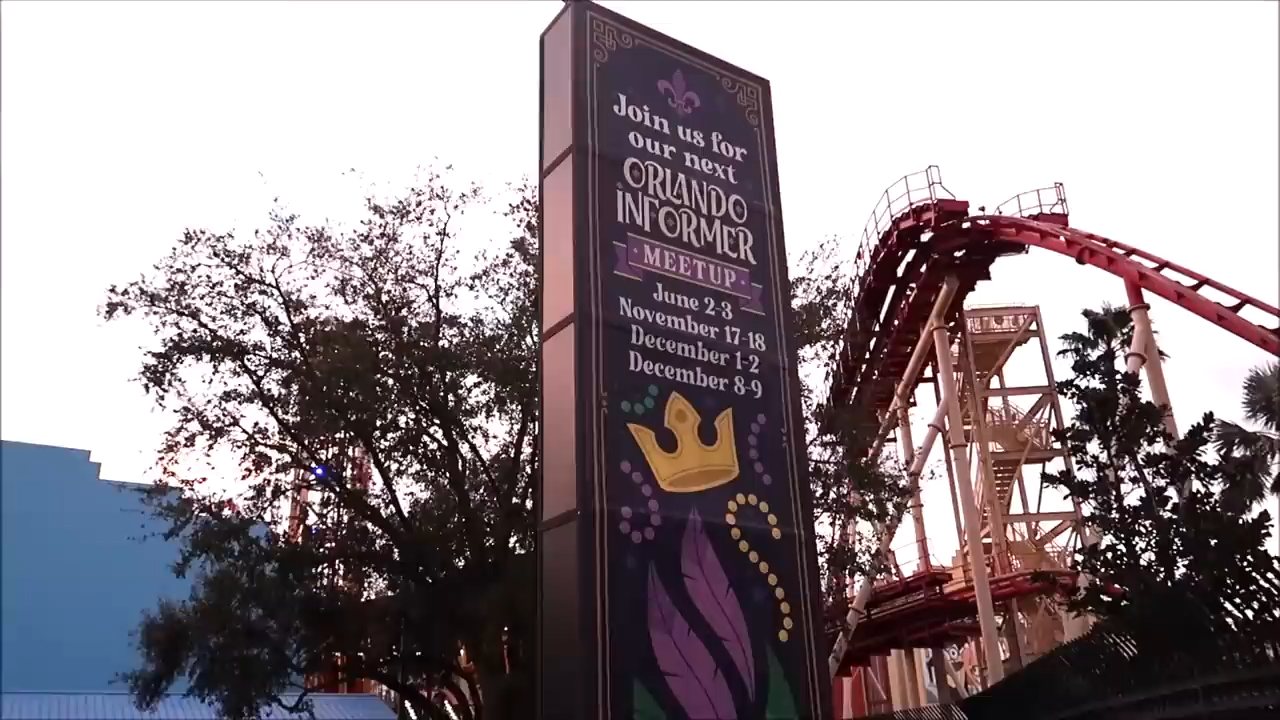 Join us for
our next
ORLANDO
INFORMER
MEETUP
June 2-3
November 17-18
December 1-2
December 8-9